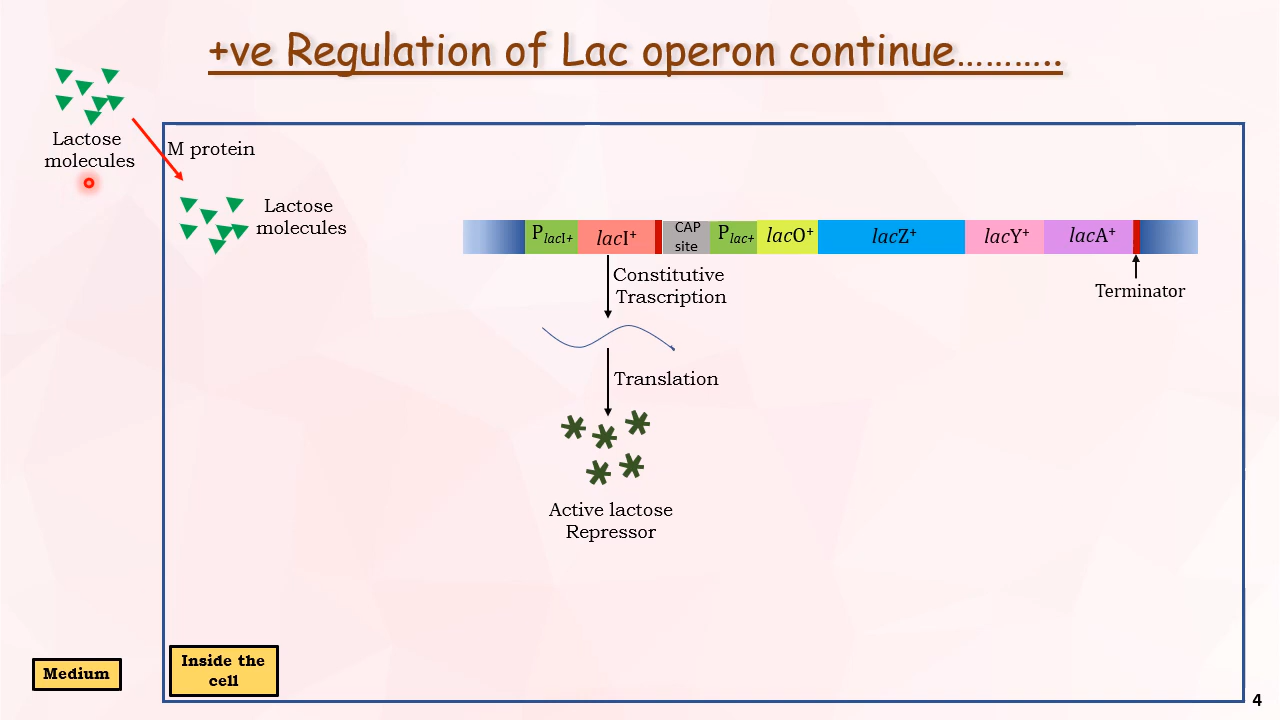 +ve Regulation of Lac operon continue………..
Lactose
molecules
M protein
Lactose
molecules
PlacI+
lacI+
CAP
site
Plac+
lacO+
lacZ+
lacY+
lacA+
Constitutive
Trascription
Terminator
Translation
Active lactose
Repressor
Medium
Inside the
cell
4